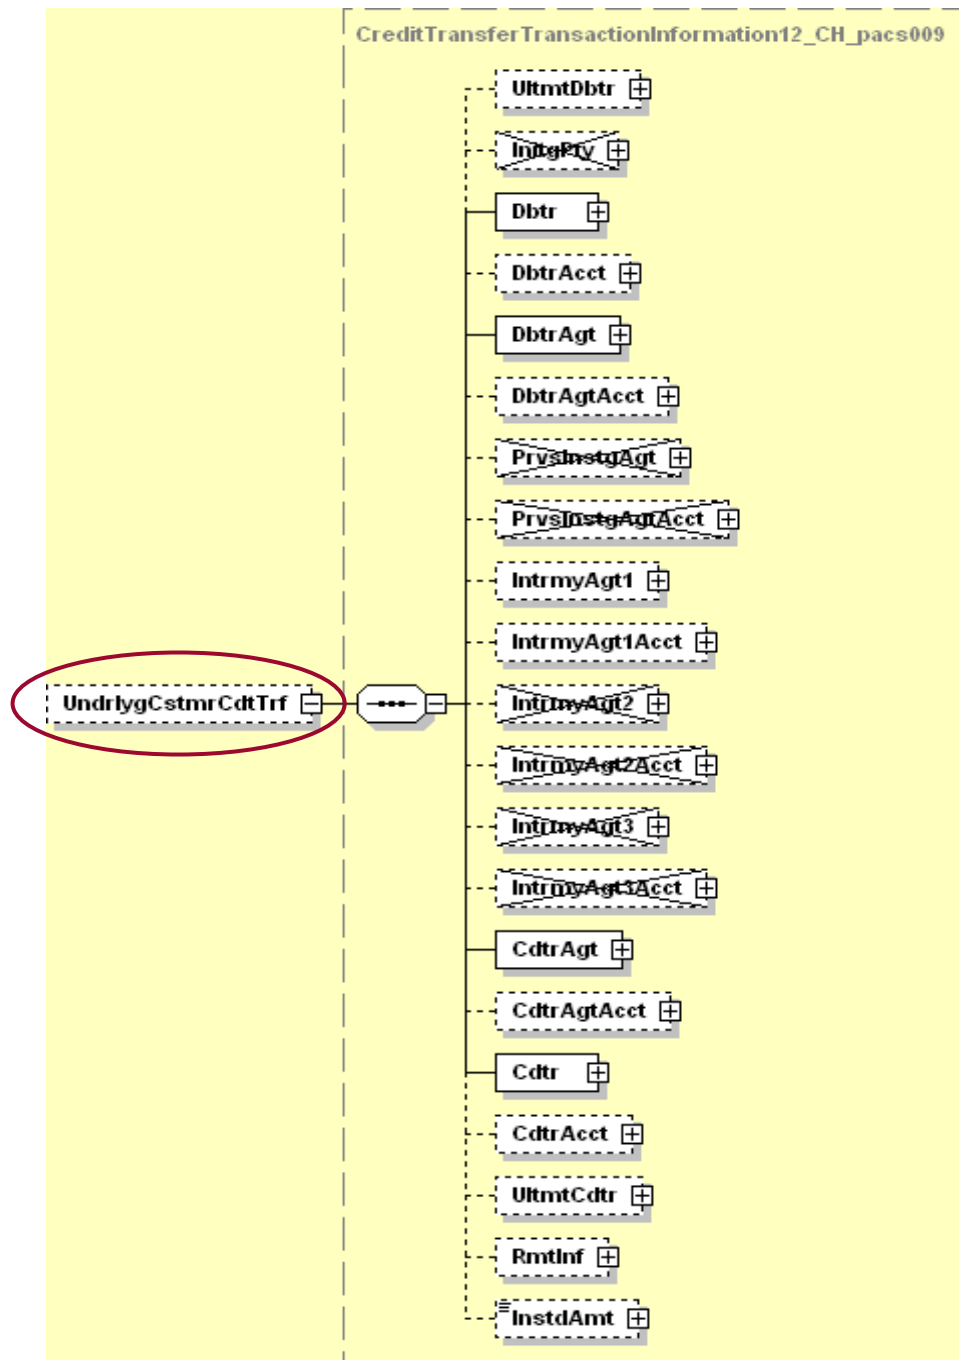 CreditTransferTransactionInformation12_CH_pacs009
UltmtDbtr
InitgPty
Dbtr
DbtrAcct
DbtrAgt
DbtrAgtAcct
PrvsInstgAgt
PrvsInstgAgtAcct
IntrmyAgt1
IntrmyAgt1Acct
UndrlygCstmrCdtTrf
IntrmyAgt2
IntrmyAgt2Acct
IntrmyAgt3
IntrmyAgt3Acct
CdtrAgt
CdtrAgtAcct
Cdtr
CdtrAcct
UltmtCdtr
RmtInf
InstdAmt